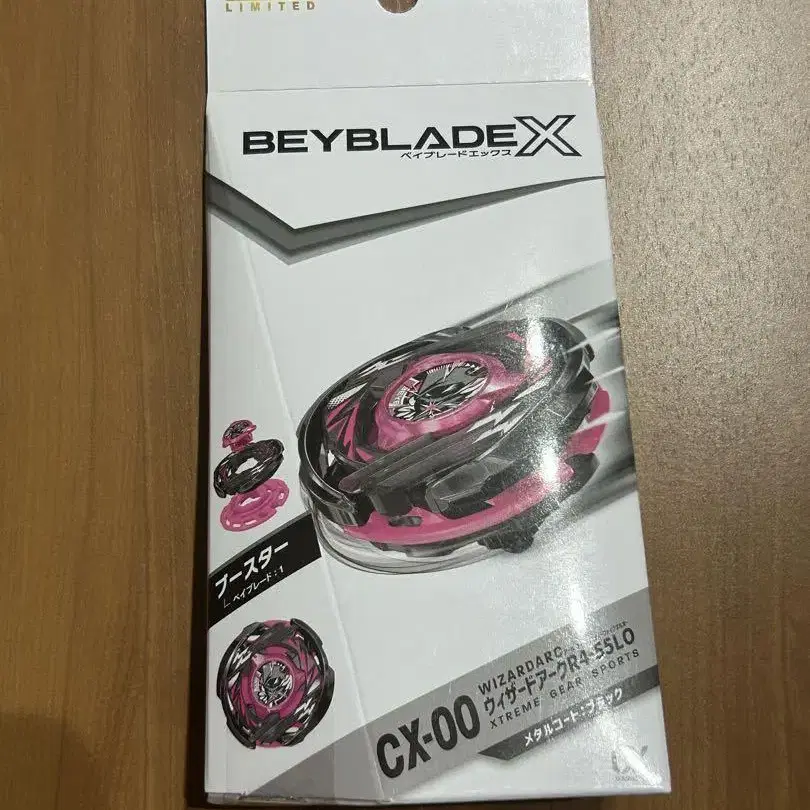 LIMITED
BEYBLADE X
ベイブレードエックス
ブースター
ベイブレード：1
CX-00
WIZARDARC
ウィザードアークR4-55LO
XTREME GEAR SPORTS
メタルコート：ブラック
CX